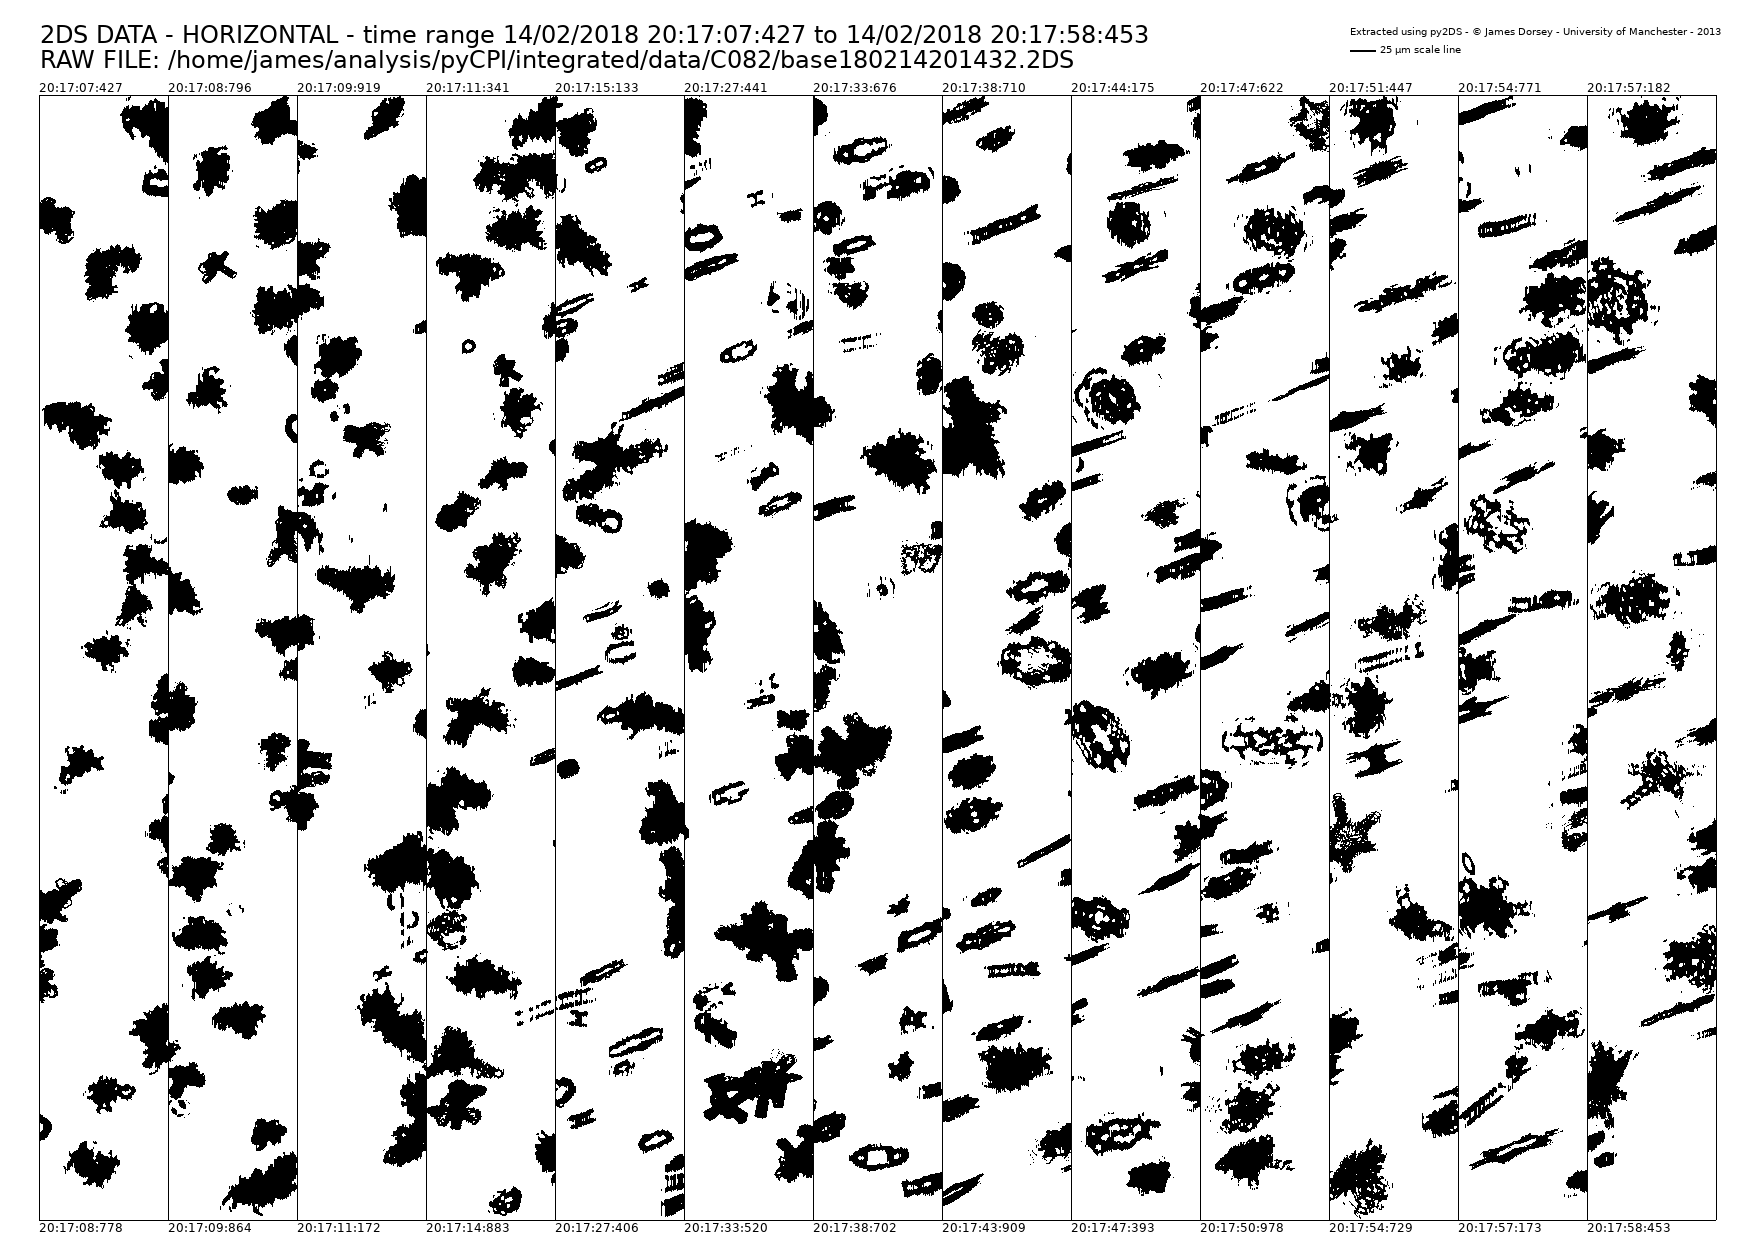 2DS DATA - HORIZONTAL - time range 14/02/2018 20:17:07:427 to 14/02/2018 20:17:58:453
RAW FILE: /home/james/analysis/pyCPI/integrated/data/C082/base180214201432.2DS
Extracted using py2DS - © James Dorsey - University of Manchester - 2013
25 µm scale line
20:17:07:427 20:17:08:796 20:17:09:919 20:17:11:341 20:17:15:133 20:17:27:441 20:17:33:676 20:17:38:710 20:17:44:175 20:17:47:622 20:17:51:447 20:17:54:771 20:17:57:182
20:17:08:778 20:17:09:864 20:17:11:172 20:17:14:883 20:17:27:406 20:17:33:520 20:17:38:702 20:17:43:909 20:17:47:393 20:17:50:978 20:17:54:729 20:17:57:173 20:17:58:453